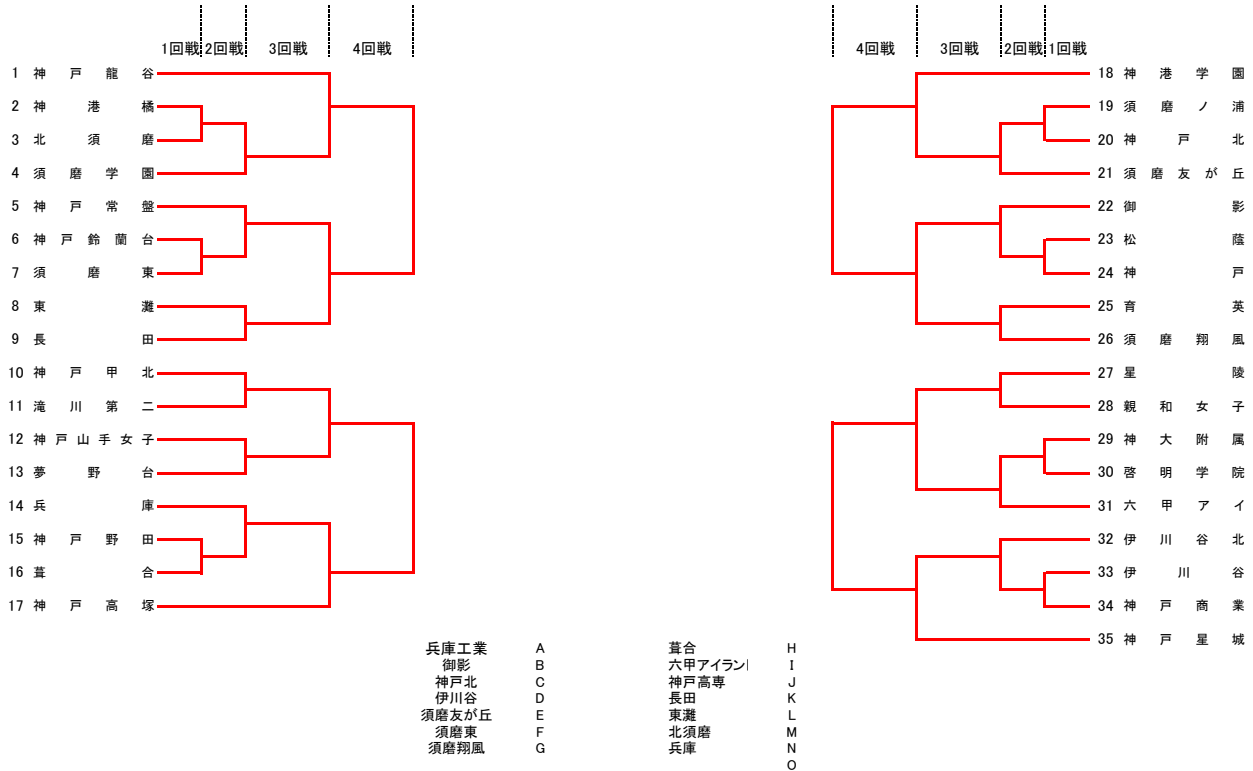 1回戦 2回戦 3回戦 4回戦
4回戦 3回戦 2回戦 1回戦
1 神戸龍谷
2 神港橘
3 北須磨
4 須磨学園
5 神戸常盤
6 神戸鈴蘭台
7 須磨東
8 東灘
9 長田
10 神戸甲北
11 滝川第二
12 神戸山手女子
13 夢野台
14 兵庫
15 神戸野田
16 葺合
17 神戸高塚
18 神港学園
19 須磨ノ浦
20 神戸北
21 須磨友が丘
22 御影
23 松蔭
24 神戸
25 育英
26 須磨翔風
27 星陵
28 親和女子
29 神大附属
30 啓明学院
31 六甲アイ
32 伊川谷北
33 伊川谷
34 神戸商業
35 神戸星城
兵庫工業 A
御影 B
神戸北 C
伊川谷 D
須磨友が丘 E
須磨東 F
須磨翔風 G
葺合 H
六甲アイラン I
神戸高専 J
長田 K
東灘 L
北須磨 M
兵庫 N
O